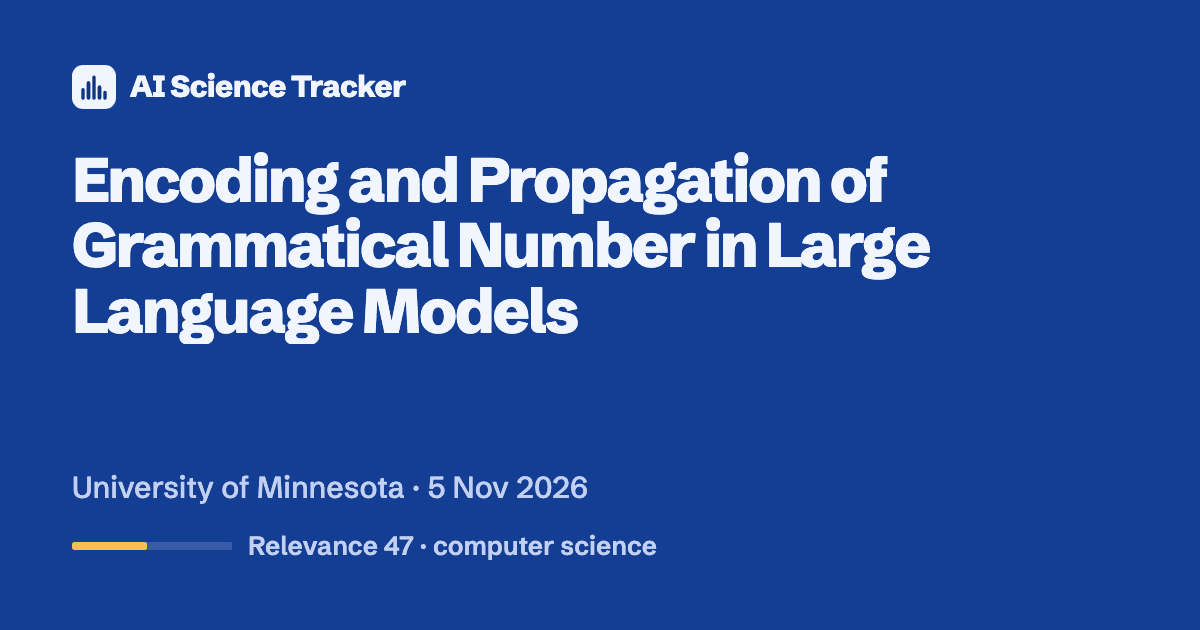 AI Science Tracker
Encoding and Propagation of
Grammatical Number in Large
Language Models
University of Minnesota · 5 Nov 2026
Relevance 47 · computer science